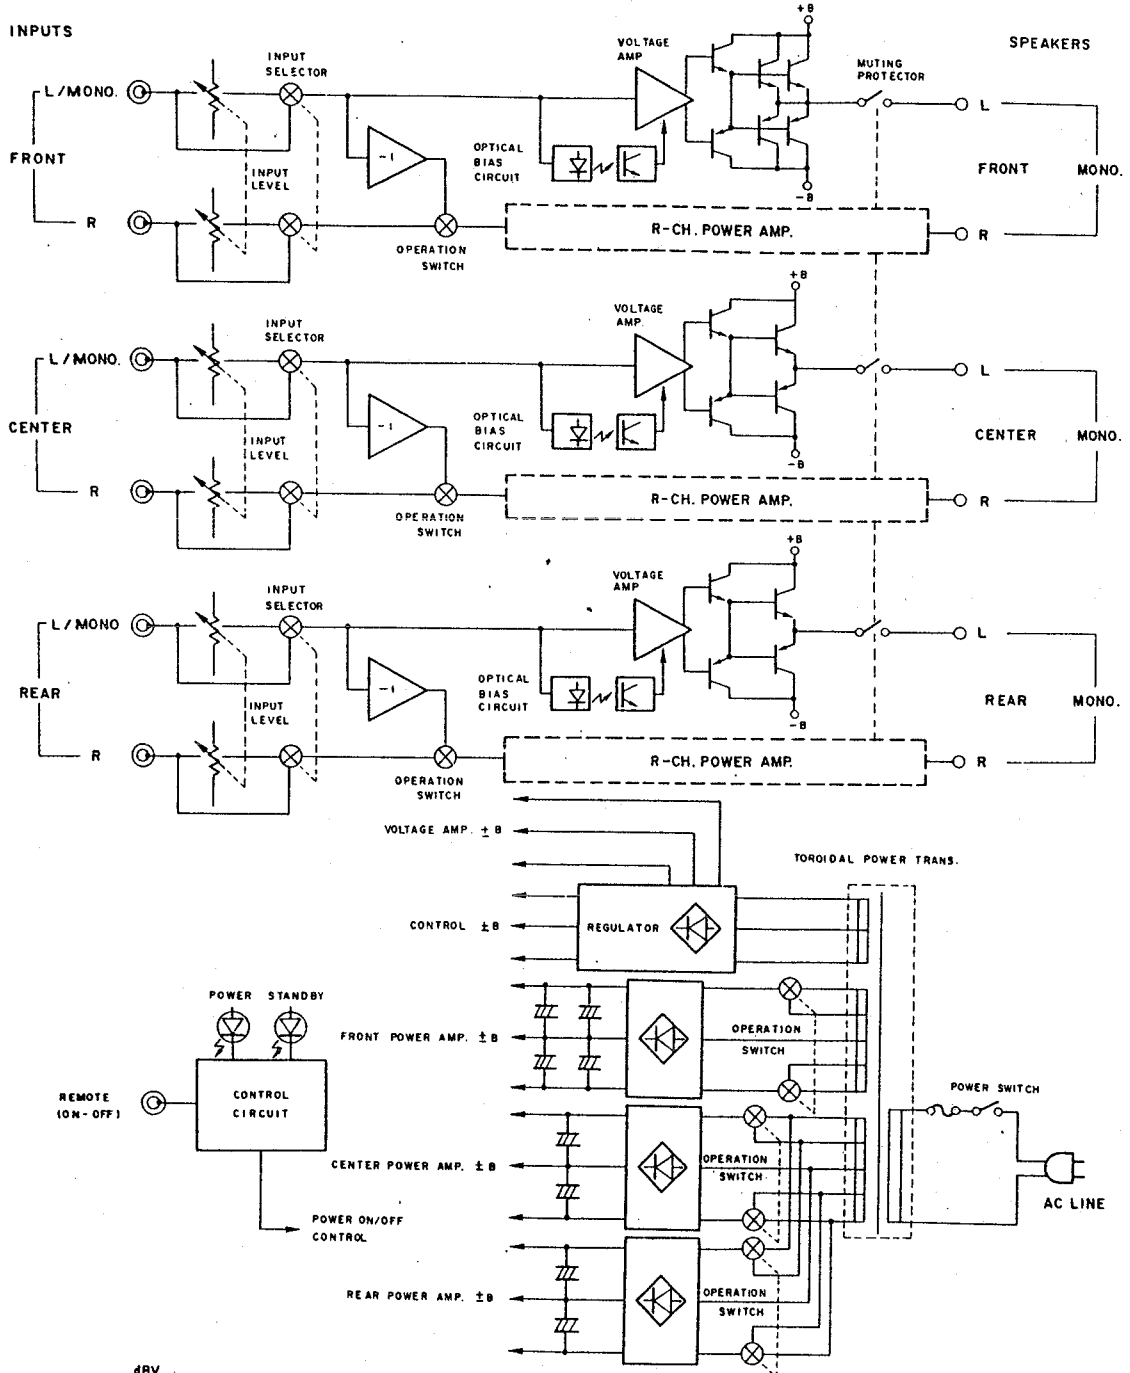 INPUTS
SPEAKERS
+B
VOLTAGE
AMP
INPUT
SELECTOR
MUTING
PROTECTOR
L/MONO.
L
FRONT
INPUT
LEVEL
-1
OPTICAL
BIAS
CIRCUIT
-B
FRONT
MONO.
R
OPERATION
SWITCH
R-CH. POWER AMP.
R
+B
VOLTAGE
AMP.
INPUT
SELECTOR
L/MONO.
L
CENTER
INPUT
LEVEL
-1
OPTICAL
BIAS
CIRCUIT
-B
CENTER
MONO.
R
OPERATION
SWITCH
R-CH. POWER AMP.
R
+B
VOLTAGE
AMP
INPUT
SELECTOR
L/MONO
L
REAR
INPUT
LEVEL
-1
OPTICAL
BIAS
CIRCUIT
-B
REAR
MONO.
R
OPERATION
SWITCH
R-CH. POWER AMP.
R
VOLTAGE AMP. ±B
TOROIDAL POWER TRANS.
CONTROL ±B
REGULATOR
POWER STANDBY
FRONT POWER AMP. ±B
OPERATION
SWITCH
REMOTE
(ON-OFF)
CONTROL
CIRCUIT
POWER SWITCH
CENTER POWER AMP. ±B
OPERATION
SWITCH
AC LINE
POWER ON/OFF
CONTROL
REAR POWER AMP. ±B
OPERATION
SWITCH
dBV